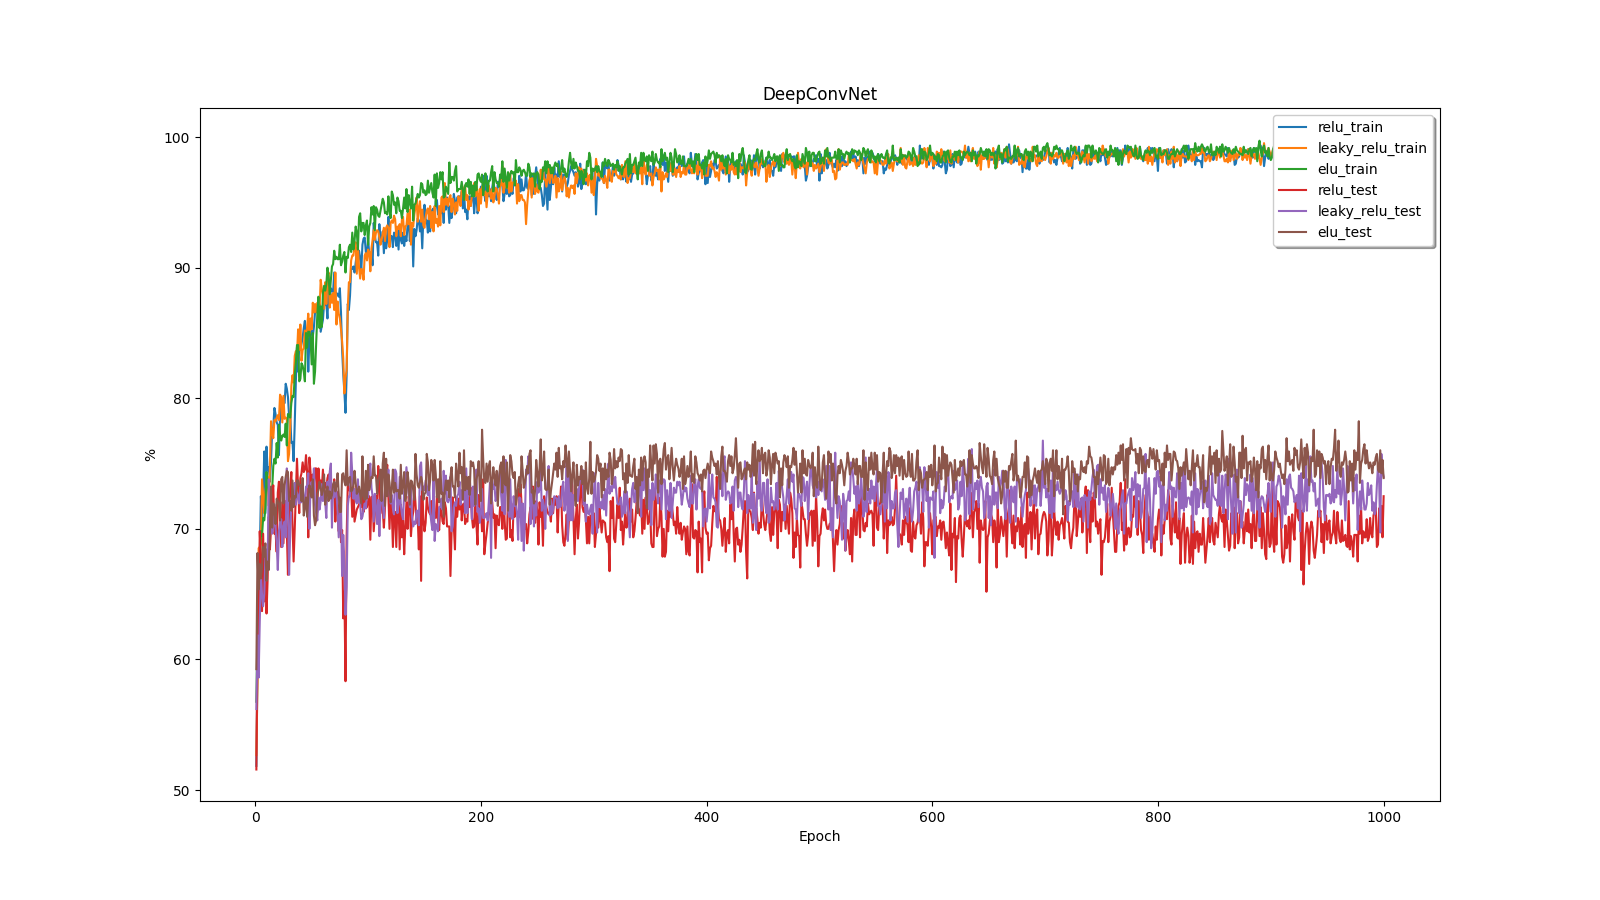 DeepConvNet
relu_train
leaky_relu_train
elu_train
relu_test
leaky_relu_test
elu_test
100
90
80
70
60
50
%
0 200 400 600 800 1000
Epoch